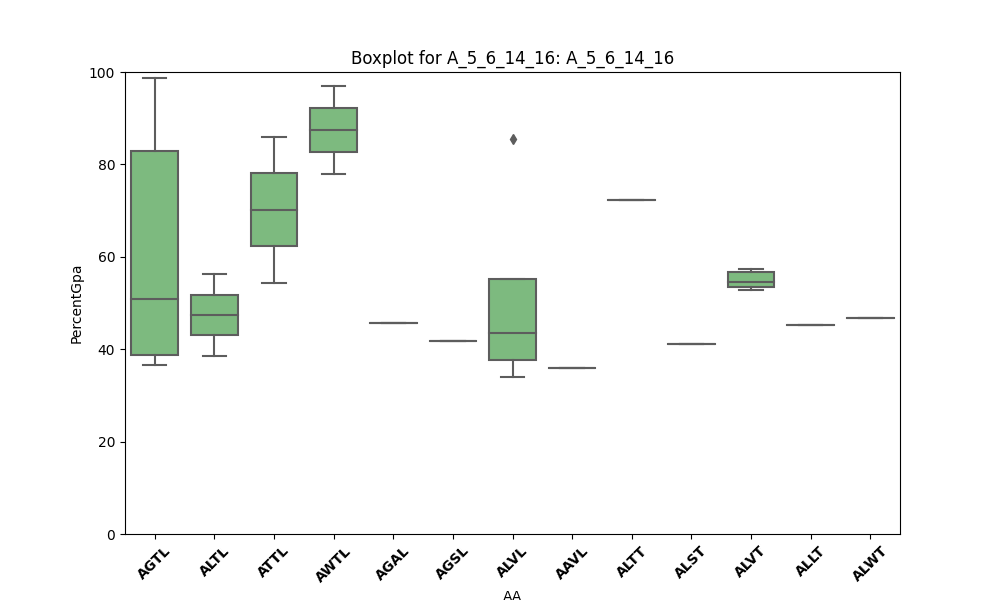 Boxplot for A_5_6_14_16: A_5_6_14_16
100
80
60
40
20
0
PercentGpa
AGTL
ALTL
ATTL
AWTL
AGAL
AGSL
ALVL
AAVL
ALTT
ALST
ALVT
ALLT
ALWT
AA